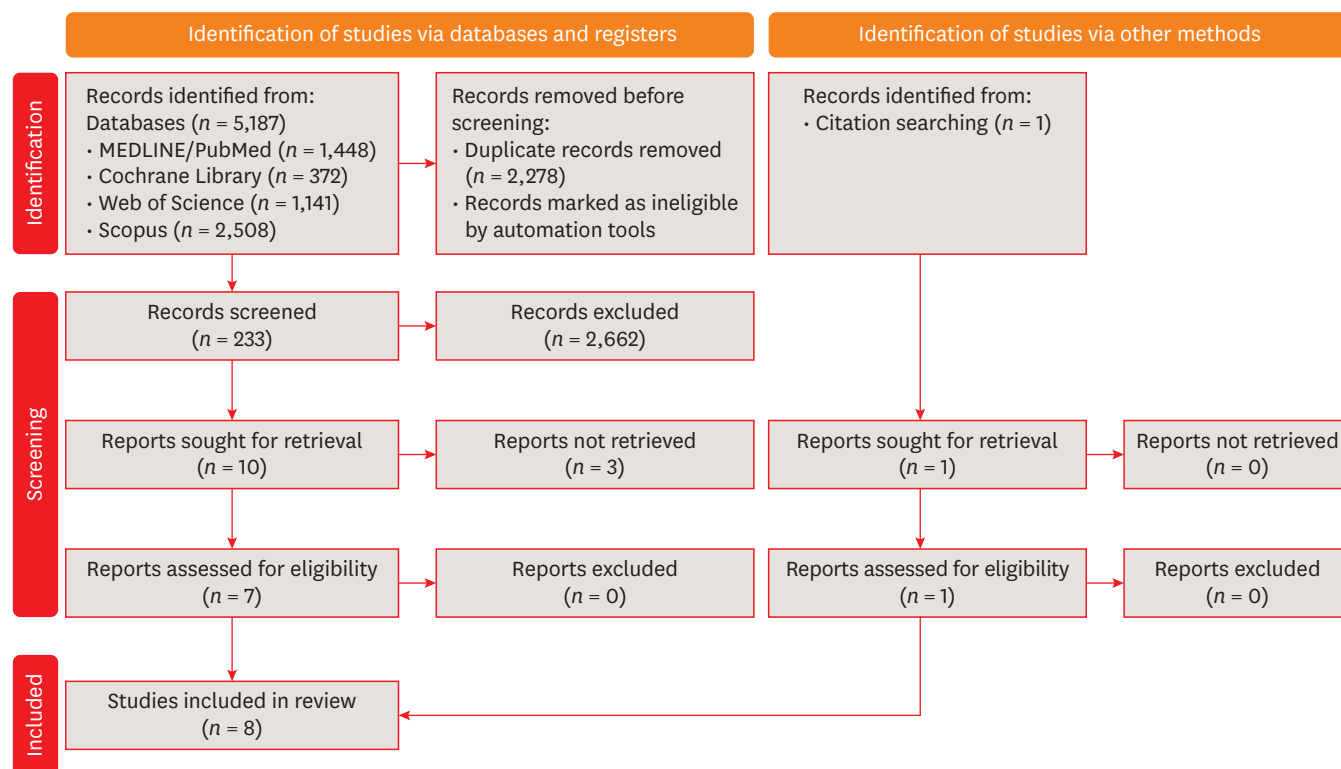 Identification of studies via databases and registers
Identification of studies via other methods
Identification
Records identified from:
Databases (n = 5,187)
· MEDLINE/PubMed (n = 1,448)
· Cochrane Library (n = 372)
· Web of Science (n = 1,141)
· Scopus (n = 2,508)
Records removed before
screening:
· Duplicate records removed
(n = 2,278)
· Records marked as ineligible
by automation tools
Records identified from:
· Citation searching (n = 1)
Screening
Records screened
(n = 233)
Records excluded
(n = 2,662)
Reports sought for retrieval
(n = 10)
Reports not retrieved
(n = 3)
Reports sought for retrieval
(n = 1)
Reports not retrieved
(n = 0)
Reports assessed for eligibility
(n = 7)
Reports excluded
(n = 0)
Reports assessed for eligibility
(n = 1)
Reports excluded
(n = 0)
Included
Studies included in review
(n = 8)